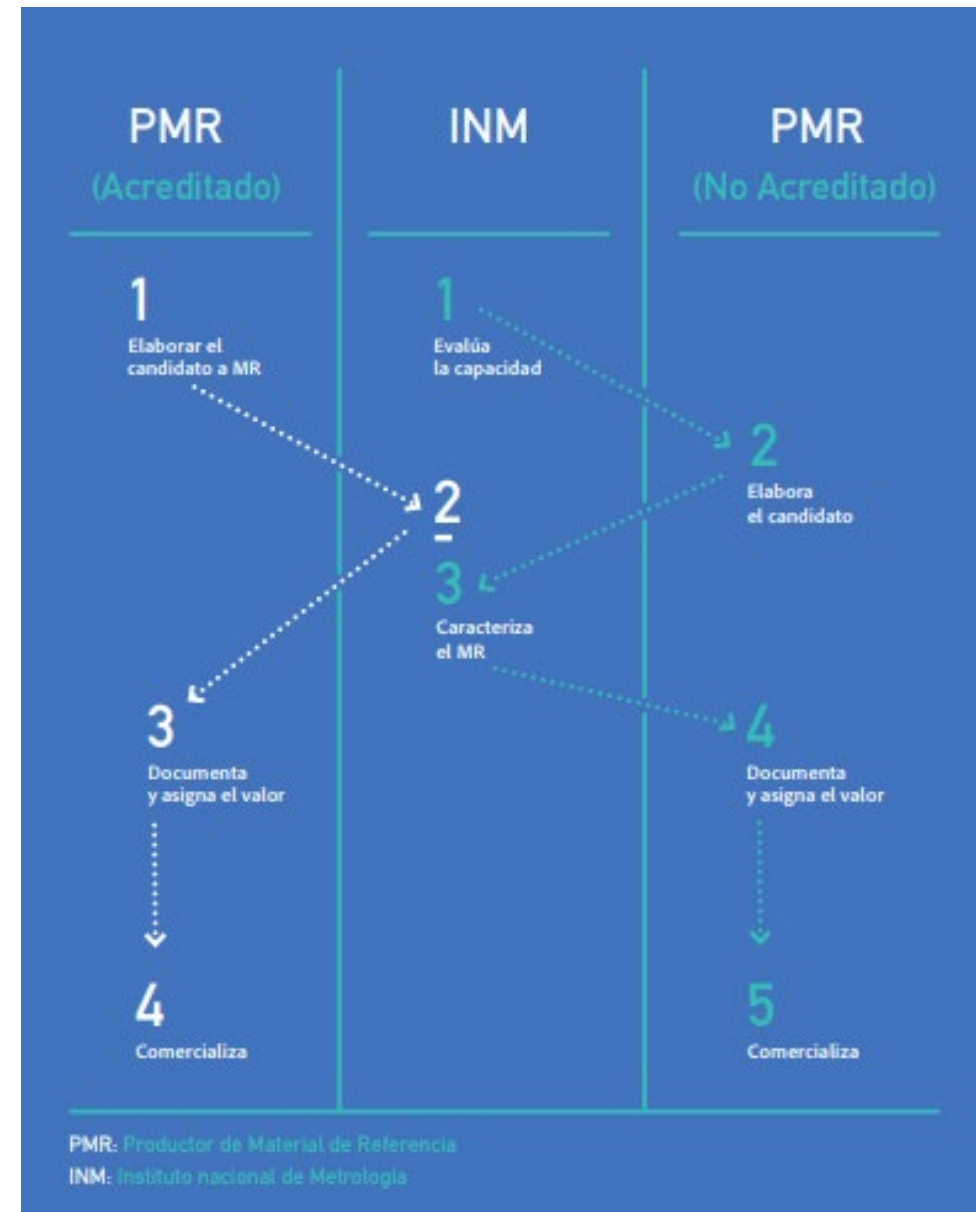 PMR
(Acreditado)
INM
PMR
(No Acreditado)
1
Elaborar el
candidato a MR
1
Evalúa
la capacidad
2
Elabora
el candidato
2
3
Caracteriza
el MR
3
Documenta
y asigna el valor
4
Documenta
y asigna el valor
4
Comercializa
5
Comercializa
PMR: Productor de Material de Referencia
INM: Instituto nacional de Metrología